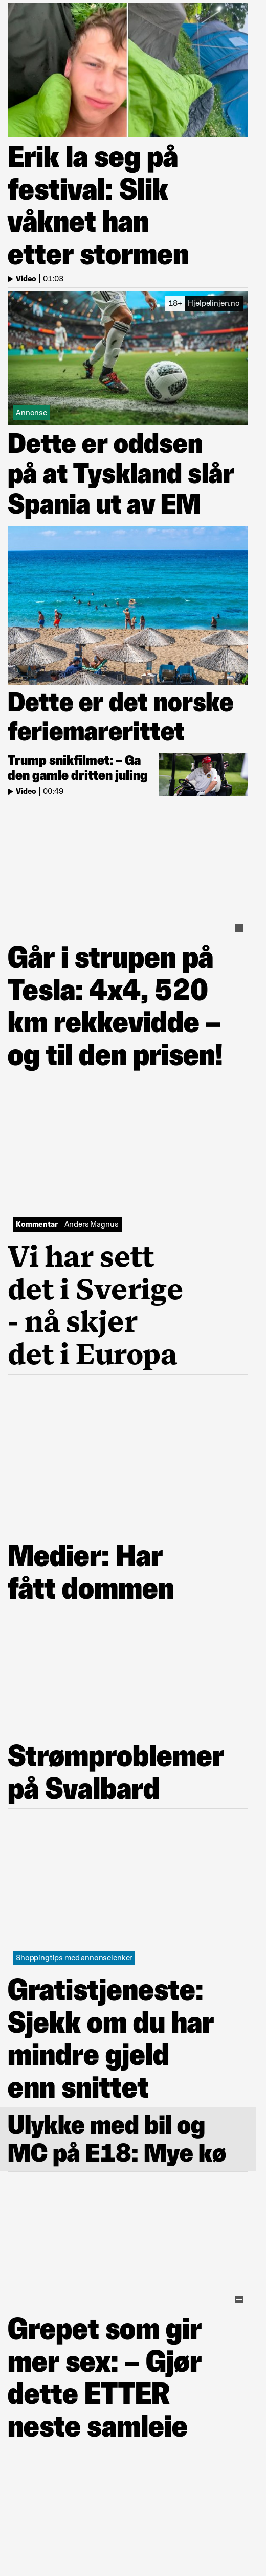 Erik la seg på
festival: Slik
våknet han
etter stormen
Video | 01:03
18+ Hjelpelinjen.no
Annonse
Dette er oddsen
på at Tyskland slår
Spania ut av EM
Dette er det norske
feriemarerittet
Trump snikfilmet: – Ga
den gamle dritten juling
Video | 00:49
Går i strupen på
Tesla: 4x4, 520
km rekkevidde –
og til den prisen!
Kommentar | Anders Magnus
Vi har sett
det i Sverige
- nå skjer
det i Europa
Medier: Har
fått dommen
Strømproblemer
på Svalbard
Shoppingtips med annonselenker
Gratistjeneste:
Sjekk om du har
mindre gjeld
enn snittet
Ulykke med bil og
MC på E18: Mye kø
Grepet som gir
mer sex: – Gjør
dette ETTER
neste samleie